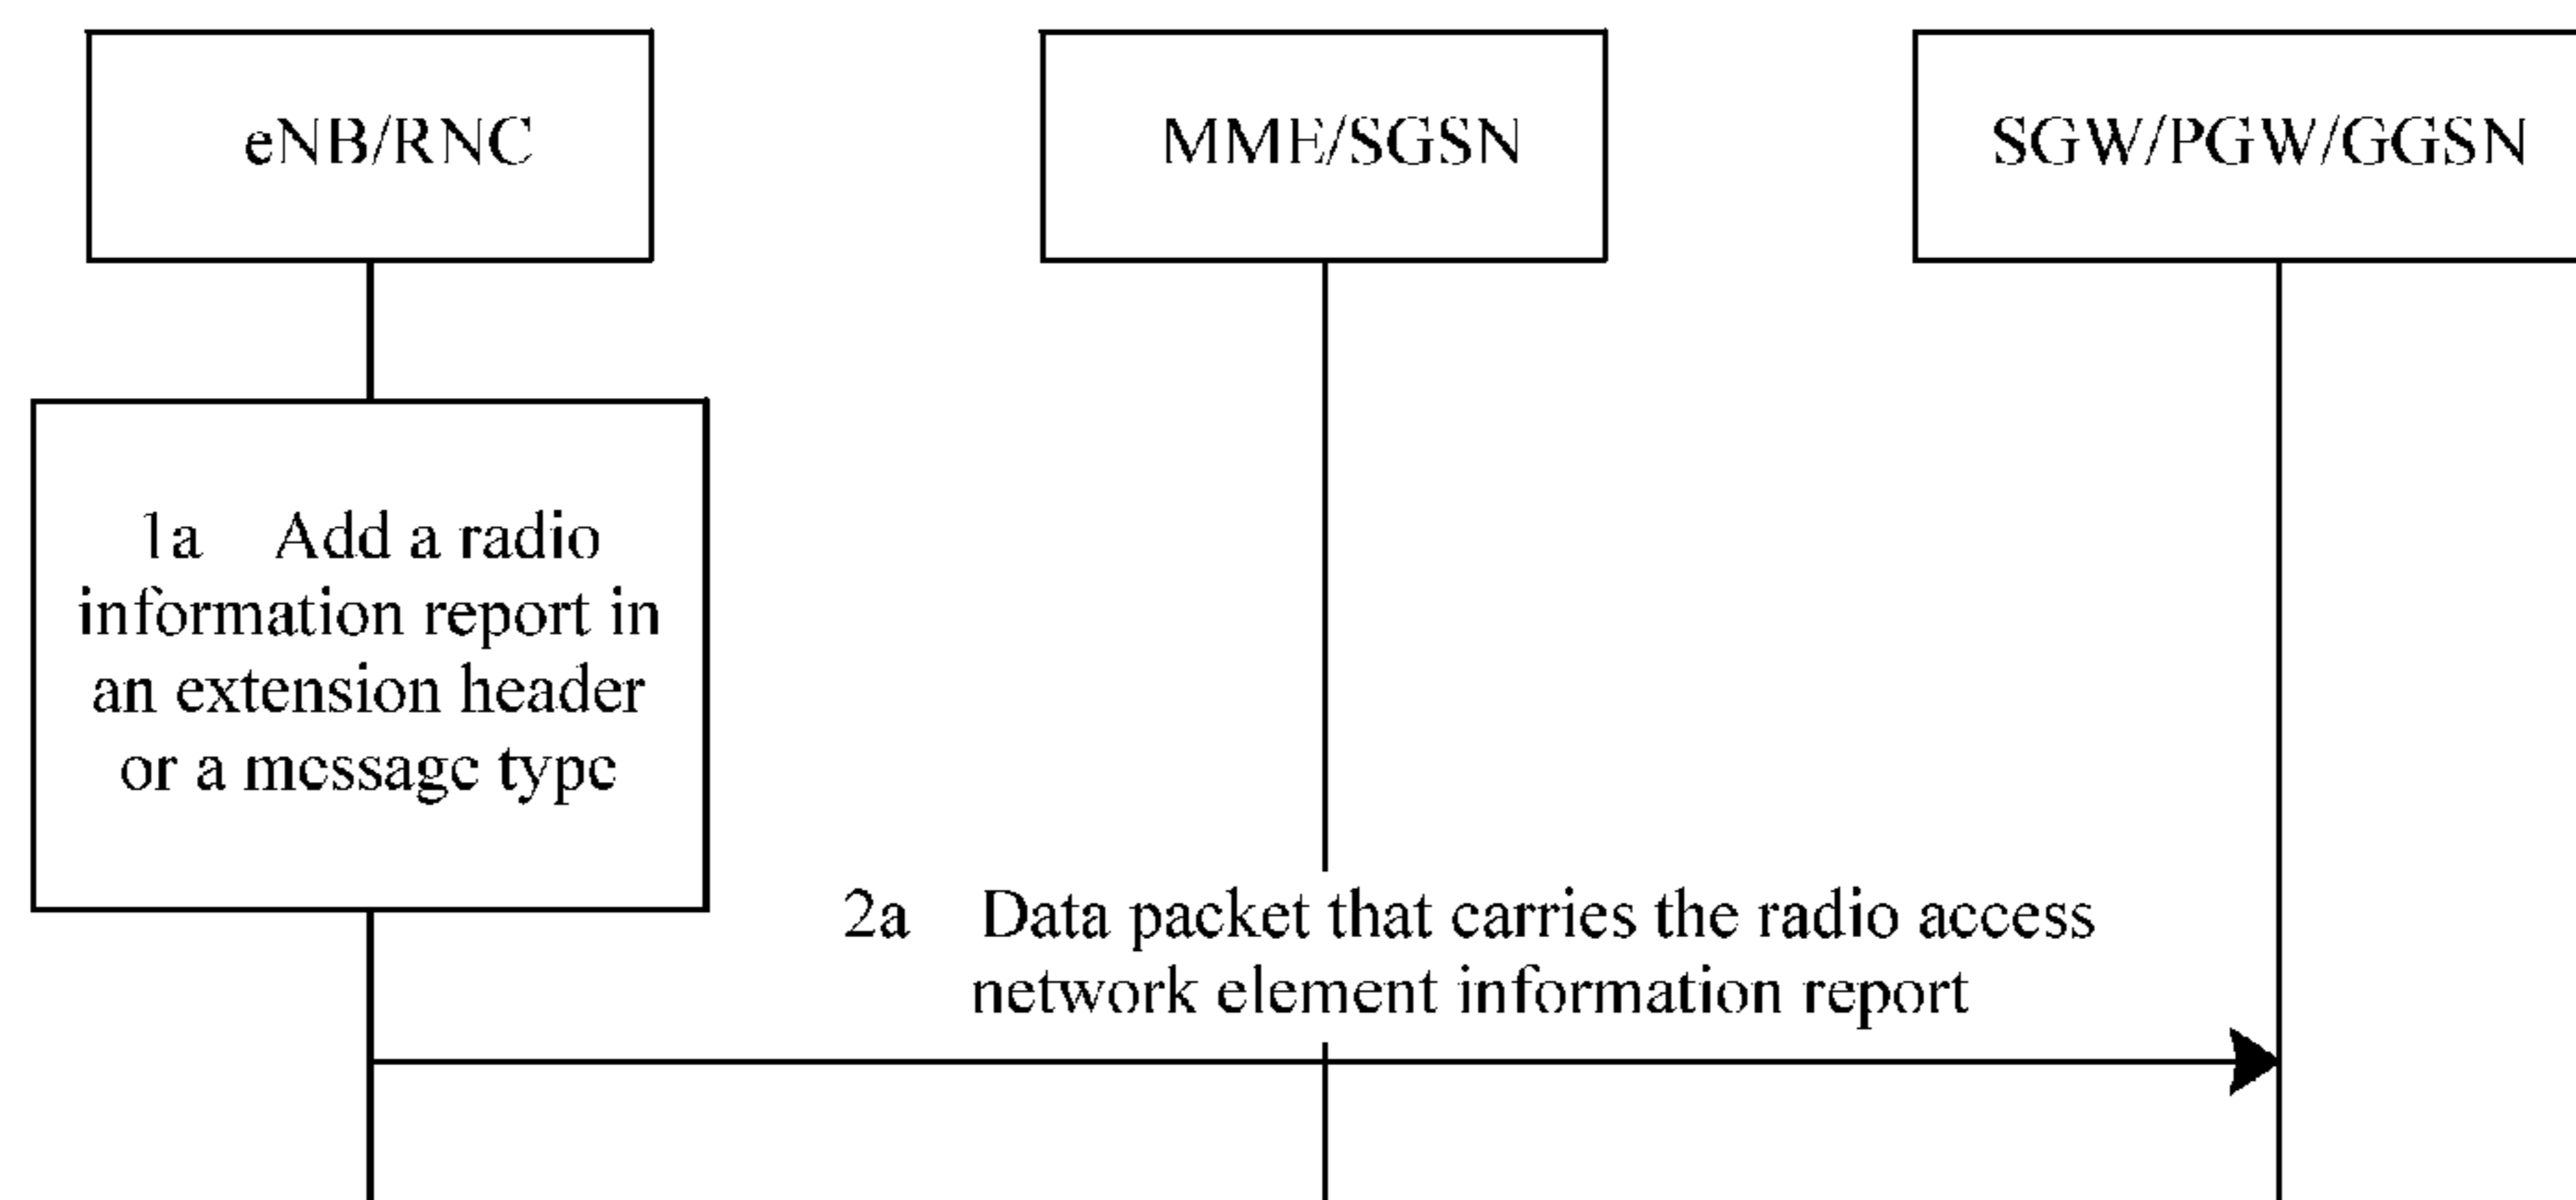 eNB/RNC
MME/SGSN
SGW/PGW/GGSN
1a Add a radio
information report in
an extension header
or a message type
2a Data packet that carries the radio access
network element information report